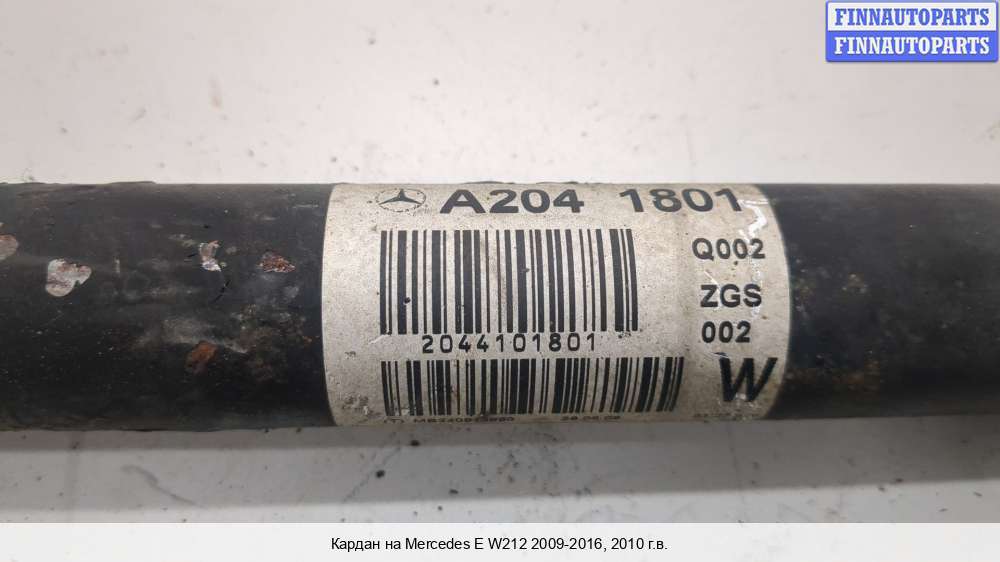 FINNAUTOPARTS
FINNAUTOPARTS
A204 1801
Q002
ZGS
002
2044101801
W
Кардан на Mercedes E W212 2009-2016, 2010 г.в.